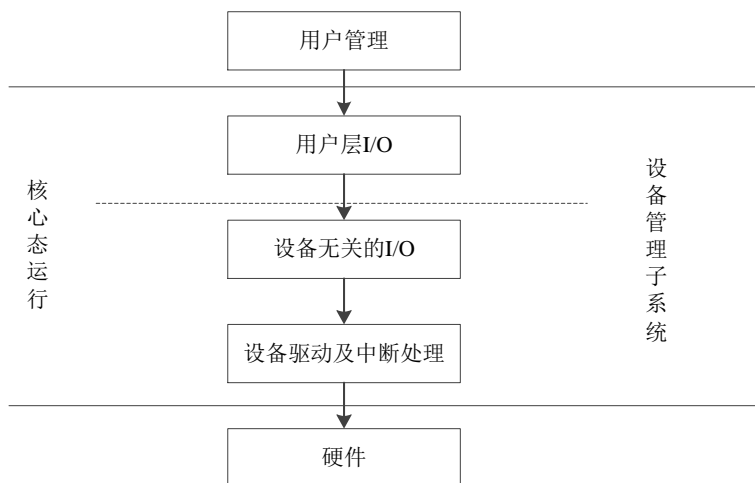 用户管理
用户层I/O
核心态运行
设备管理子系统
设备无关的I/O
设备驱动及中断处理
硬件